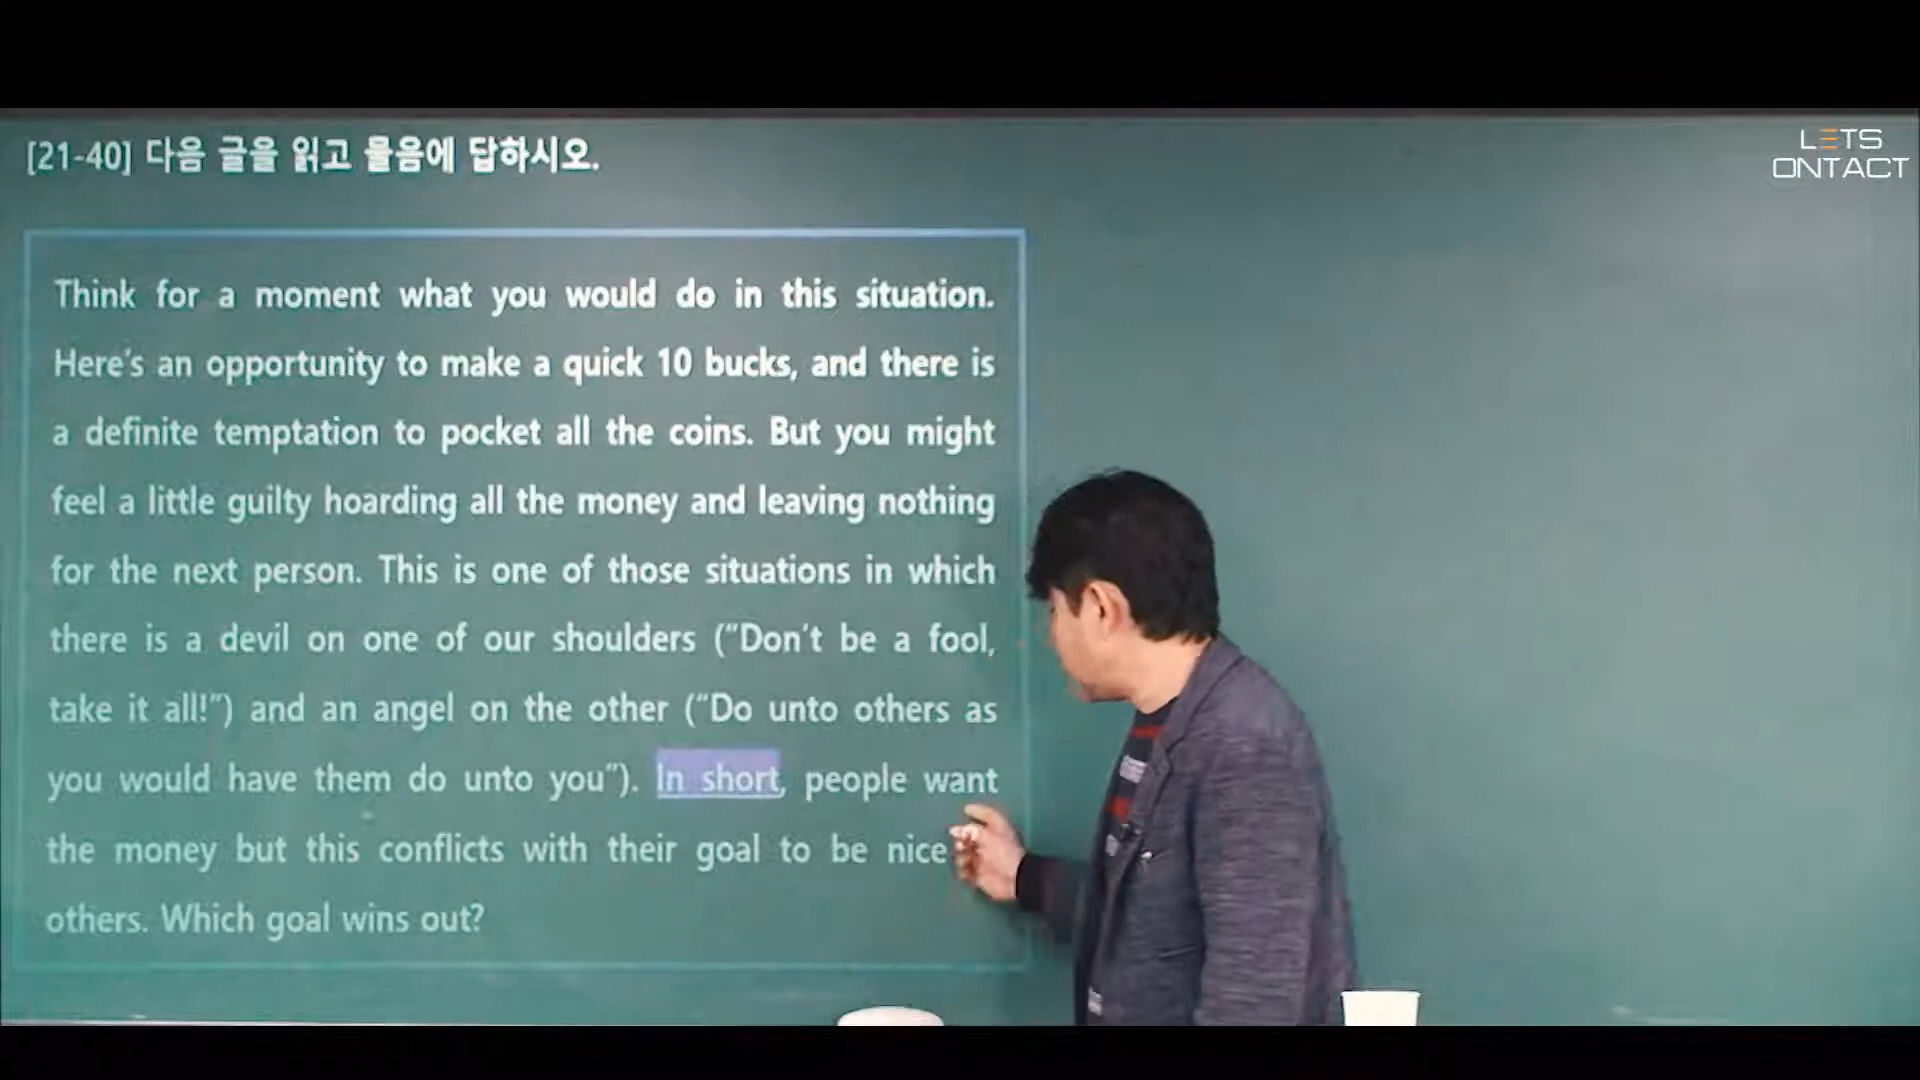 [21-40] 다음 글을 읽고 물음에 답하시오.
LETS
ONTACT
Think for a moment what you would do in this situation.
Here's an opportunity to make a quick 10 bucks, and there is
a definite temptation to pocket all the coins. But you might
feel a little guilty hoarding all the money and leaving nothing
for the next person. This is one of those situations in which
there is a devil on one of our shoulders (“Don't be a fool,
take it all!”) and an angel on the other (“Do unto others as
you would have them do unto you”). In short, people want
the money but this conflicts with their goal to be nice
others. Which goal wins out?